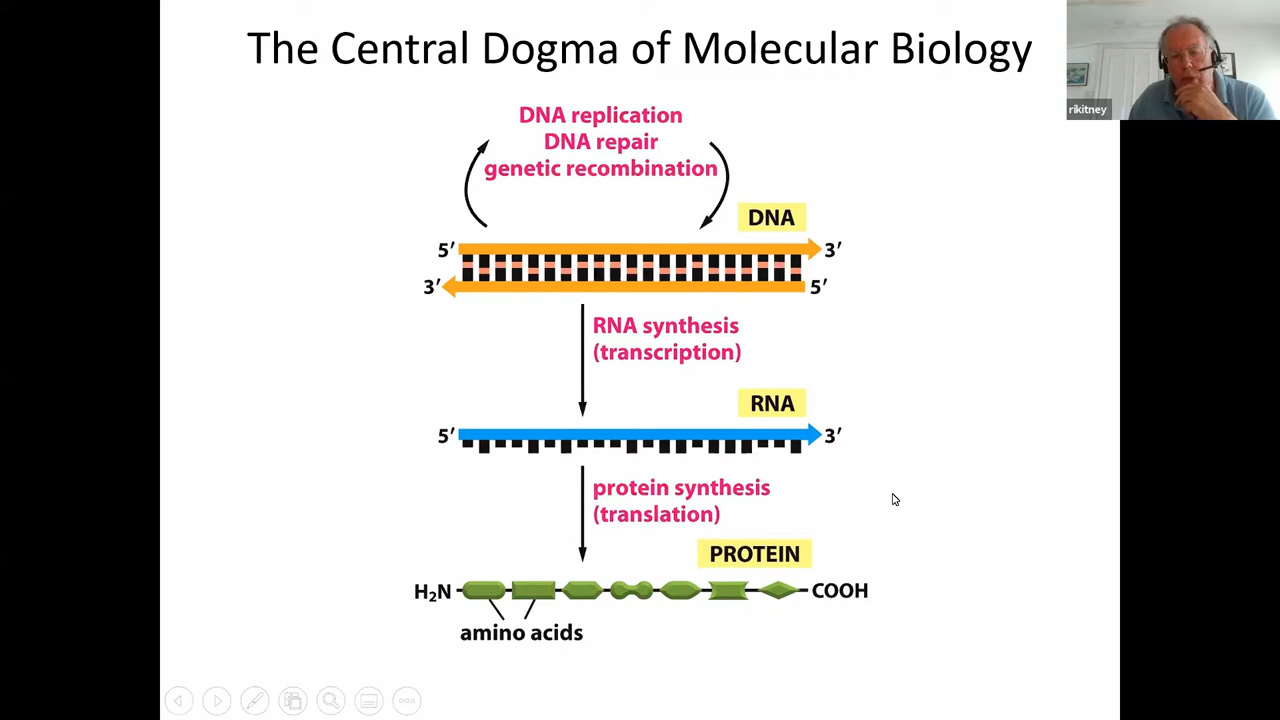 The Central Dogma of Molecular Biology
rikitney
DNA replication
DNA repair
genetic recombination
DNA
5′ 3′
3′ 5′
RNA synthesis
(transcription)
RNA
5′ 3′
protein synthesis
(translation)
PROTEIN
H₂N COOH
amino acids